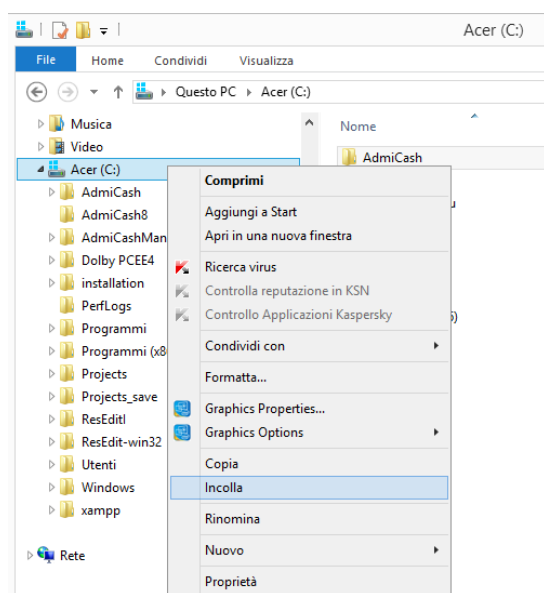 Acer (C:)
File Home Condividi Visualizza
Questo PC Acer (C:)
Musica
Video
Acer (C:)
AdmiCash
AdmiCash8
AdmiCashMan
Dolby PCEE4
installation
PerfLogs
Programmi
Programmi (x8
Projects
Projects_save
ResEditl
ResEdit-win32
Utenti
Windows
xampp
Rete
Nome
AdmiCash
Comprimi
Aggiungi a Start
Apri in una nuova finestra
Ricerca virus
Controlla reputazione in KSN
Controllo Applicazioni Kaspersky
Condividi con
Formatta...
Graphics Properties...
Graphics Options
Copia
Incolla
Rinomina
Nuovo
Proprietà